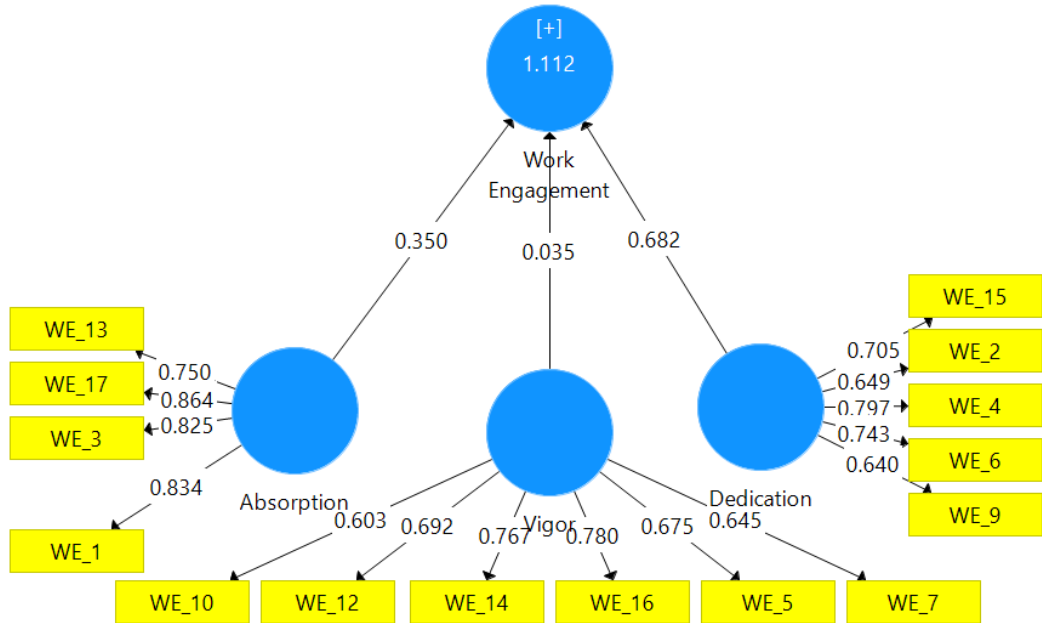 [+]
1.112
Work
Engagement
0.350
0.035
0.682
WE_13
WE_17
WE_3
WE_1
0.750
0.864
0.825
0.834
Absorption
Vigor
Dedication
WE_15
WE_2
WE_4
WE_6
WE_9
0.705
0.649
0.797
0.743
0.640
0.603
0.692
0.767
0.780
0.675
0.645
WE_10
WE_12
WE_14
WE_16
WE_5
WE_7